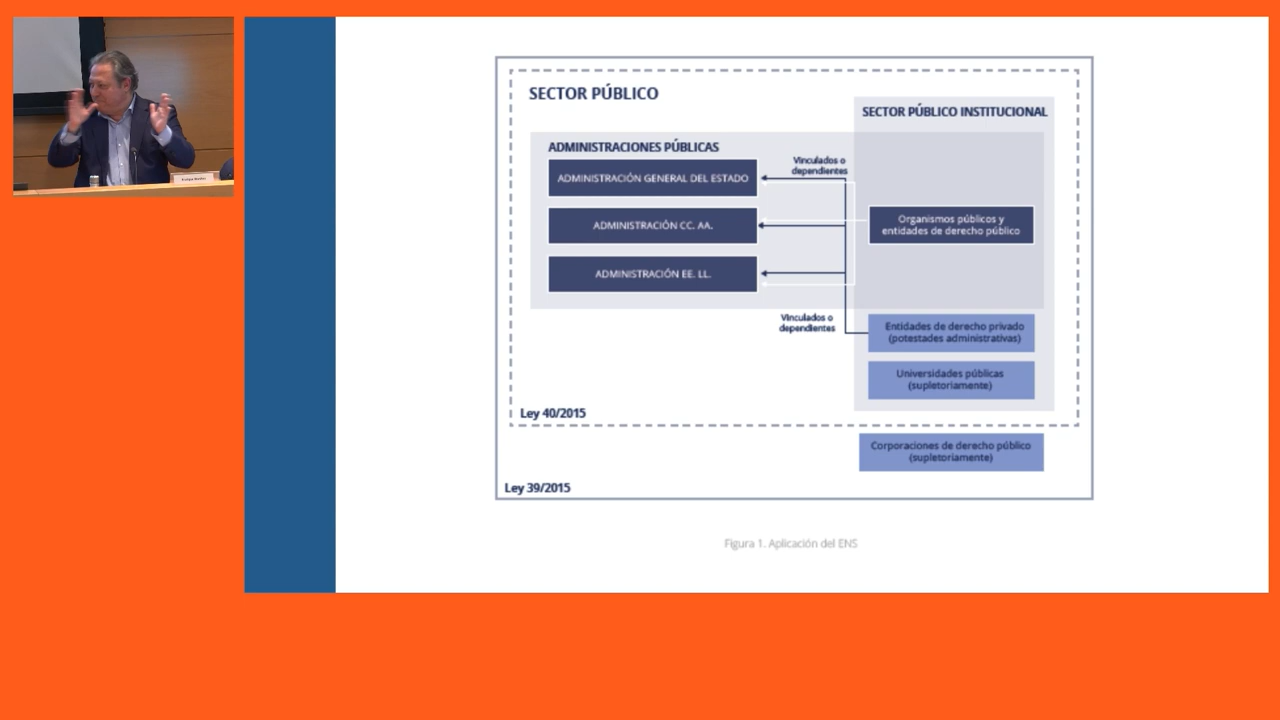 SECTOR PÚBLICO
SECTOR PÚBLICO INSTITUCIONAL
ADMINISTRACIONES PÚBLICAS
Vinculados o
dependientes
ADMINISTRACIÓN GENERAL DEL ESTADO
ADMINISTRACIÓN CC. AA.
Organismos públicos y
entidades de derecho público
ADMINISTRACIÓN EE. LL.
Vinculados o
dependientes
Entidades de derecho privado
(potestades administrativas)
Universidades públicas
(supletoriamente)
Ley 40/2015
Corporaciones de derecho público
(supletoriamente)
Ley 39/2015
Figura 1. Aplicación del ENS